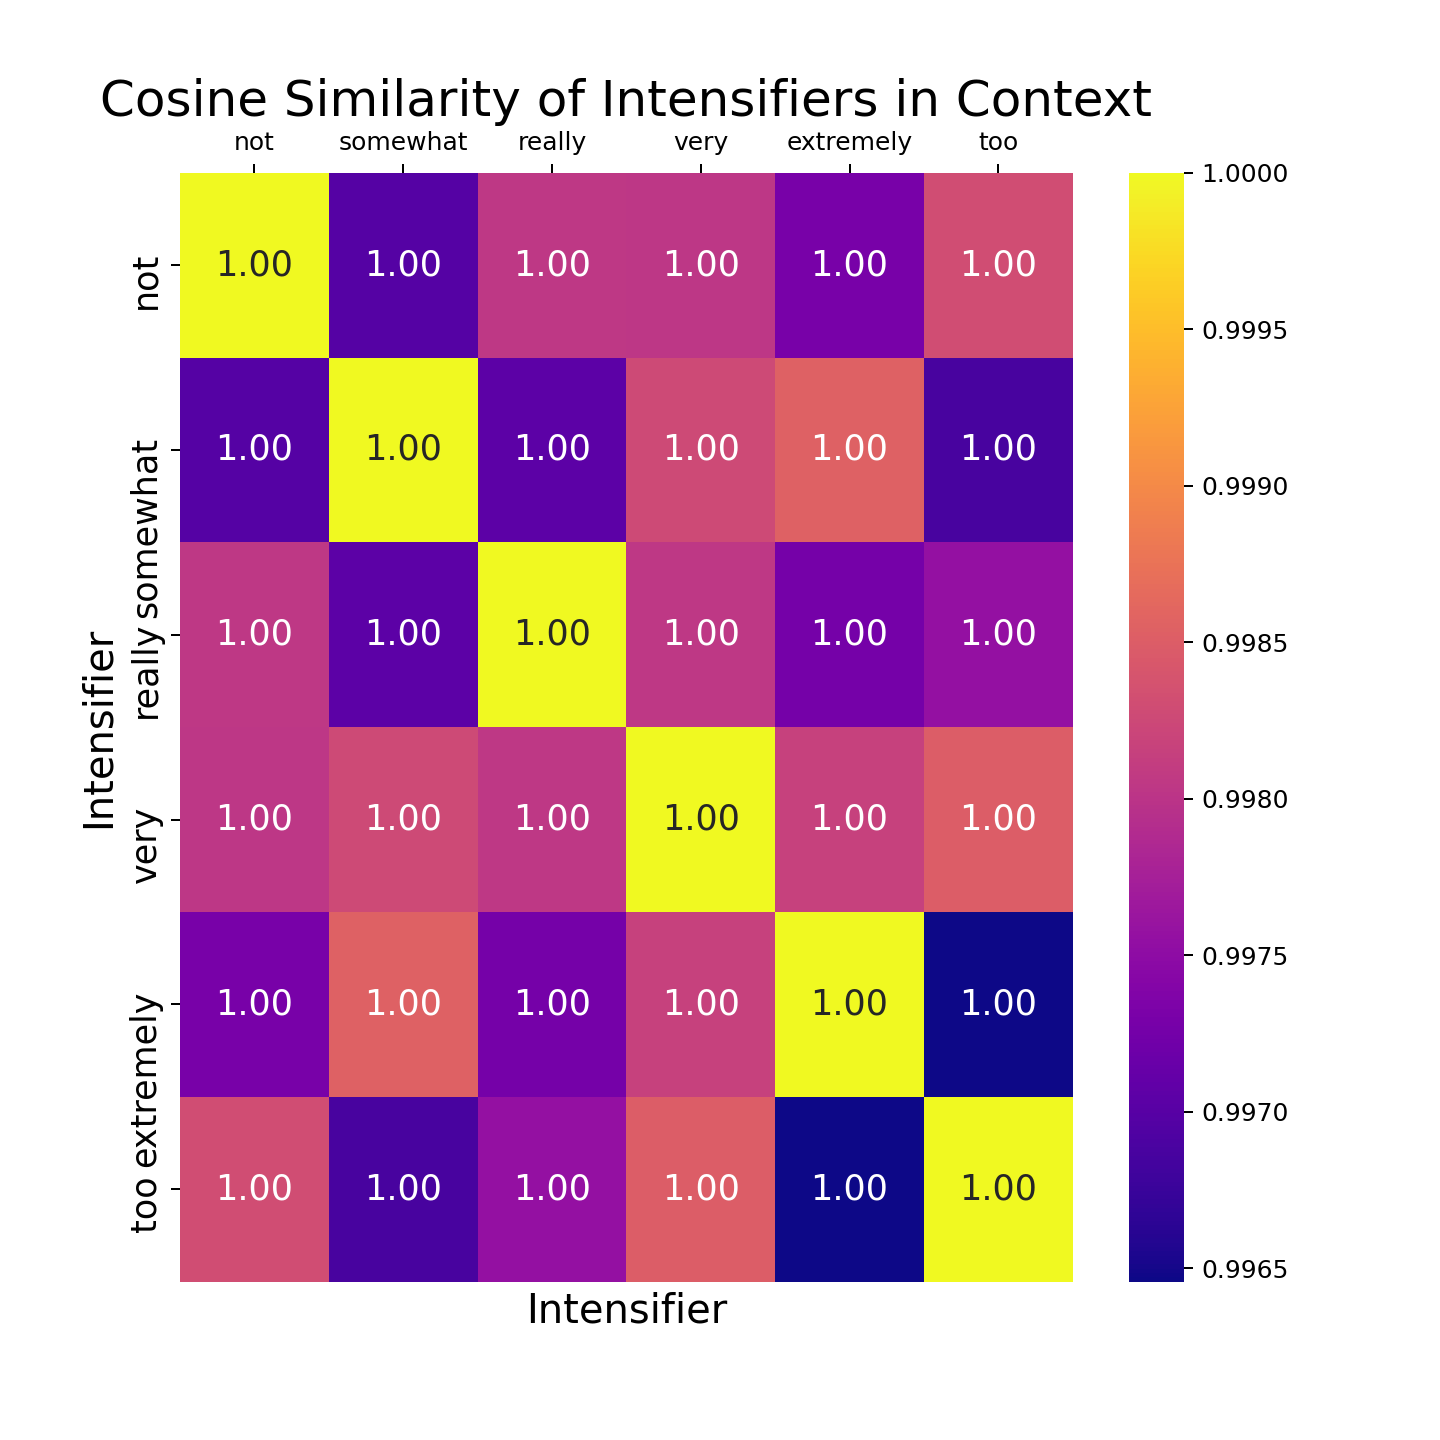 Cosine Similarity of Intensifiers in Context
not somewhat really very extremely too
not 1.00 1.00 1.00 1.00 1.00 1.00
somewhat 1.00 1.00 1.00 1.00 1.00 1.00
really 1.00 1.00 1.00 1.00 1.00 1.00
very 1.00 1.00 1.00 1.00 1.00 1.00
extremely 1.00 1.00 1.00 1.00 1.00 1.00
too 1.00 1.00 1.00 1.00 1.00 1.00
Intensifier
Intensifier
1.0000
0.9995
0.9990
0.9985
0.9980
0.9975
0.9970
0.9965